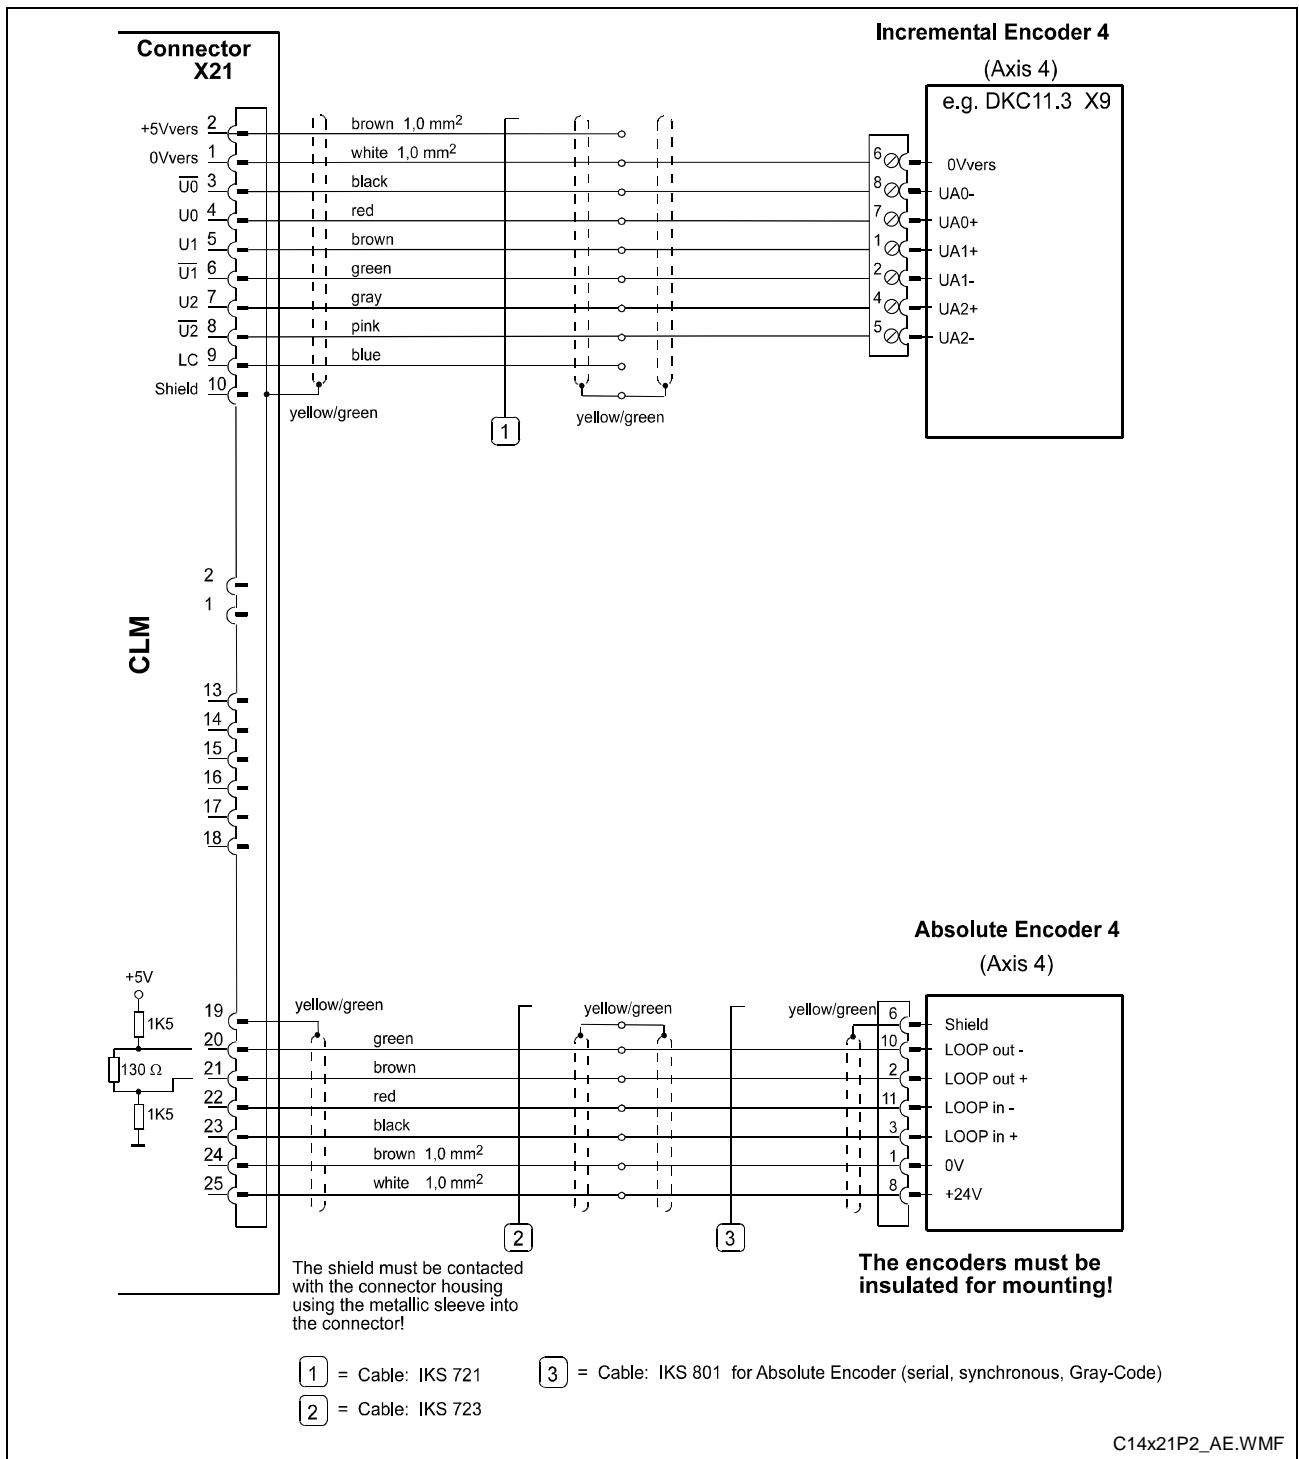 Connector
X21
Incremental Encoder 4
(Axis 4)
e.g. DKC11.3 X9
+5Vvers 2 brown 1,0 mm²
0Vvers 1 white 1,0 mm² 6 0Vvers
U0 3 black 8 UA0-
U0 4 red 7 UA0+
U1 5 brown 1 UA1+
U1 6 green 2 UA1-
U2 7 gray 4 UA2+
U2 8 pink 5 UA2-
LC 9 blue
Shield 10
yellow/green 1 yellow/green
2
1
CLM
13
14
15
16
17
18
Absolute Encoder 4
(Axis 4)
+5V
1K5
130 Ω
1K5
19 yellow/green yellow/green yellow/green 6 Shield
20 green 10 LOOP out -
21 brown 2 LOOP out +
22 red 11 LOOP in -
23 black 3 LOOP in +
24 brown 1,0 mm² 1 0V
25 white 1,0 mm² 8 +24V
2 3
The shield must be contacted
with the connector housing
using the metallic sleeve into
the connector!
The encoders must be
insulated for mounting!
1 = Cable: IKS 721
3 = Cable: IKS 801 for Absolute Encoder (serial, synchronous, Gray-Code)
2 = Cable: IKS 723
C14x21P2_AE.WMF